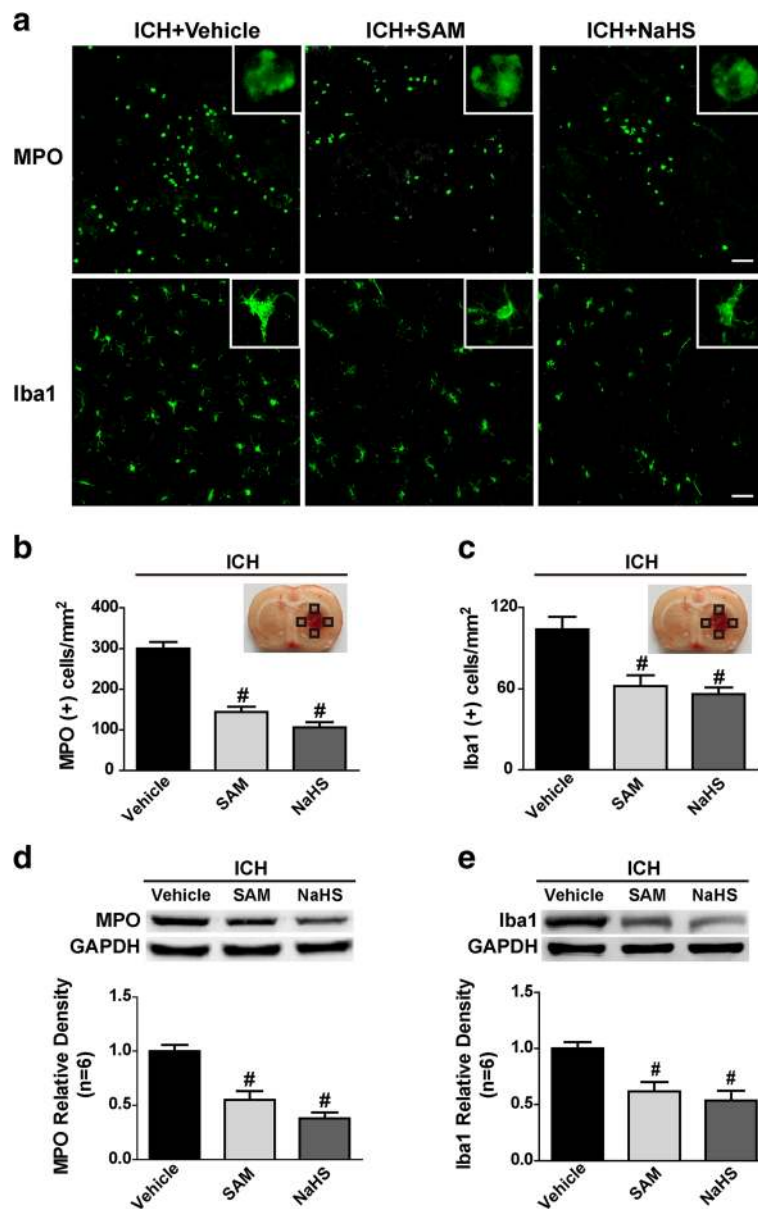 a
ICH+Vehicle ICH+SAM ICH+NaHS
MPO
Iba1
b
ICH
MPO (+) cells/mm2
400
300
200
100
0
Vehicle SAM NaHS
# #
c
ICH
Iba1 (+) cells/mm2
120
60
0
Vehicle SAM NaHS
# #
d
ICH
Vehicle SAM NaHS
MPO
GAPDH
MPO Relative Density
(n=6)
1.5
1.0
0.5
0.0
# #
Vehicle SAM NaHS
e
ICH
Vehicle SAM NaHS
Iba1
GAPDH
Iba1 Relative Density
(n=6)
1.5
1.0
0.5
0.0
# #
Vehicle SAM NaHS